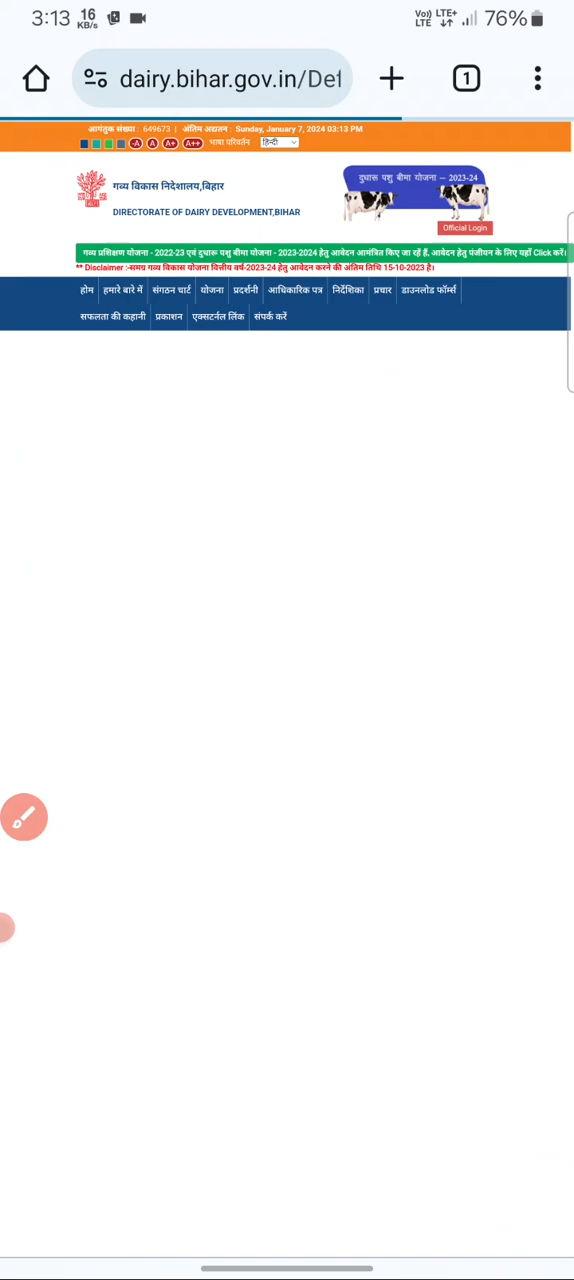 3:13 16 KB/s Vo)) LTE LTE+ 76%
dairy.bihar.gov.in/Def 1
आगंतुक संख्या : 649673 | अंतिम अद्यतन : Sunday, January 7, 2024 03:13 PM
-A A A+ A++ भाषा परिवर्तन हिन्दी
दुधारू पशु बीमा योजना – 2023-24
गव्य विकास निदेशालय,बिहार
DIRECTORATE OF DAIRY DEVELOPMENT,BIHAR
Official Login
गव्य प्रशिक्षण योजना - 2022-23 एवं दुधारू पशु बीमा योजना - 2023-2024 हेतु आवेदन आमंत्रित किए जा रहें हैं, आवेदन हेतु पंजीयन के लिए यहाँ Click करें।
** Disclaimer :-समग्र गव्य विकास योजना वित्तीय वर्ष-2023-24 हेतु आवेदन करने की अंतिम तिथि 15-10-2023 है।
होम हमारे बारे में संगठन चार्ट योजना प्रदर्शनी आधिकारिक पत्र निर्देशिका प्रचार डाउनलोड फॉर्म्स
सफलता की कहानी प्रकाशन एक्सटर्नल लिंक संपर्क करें